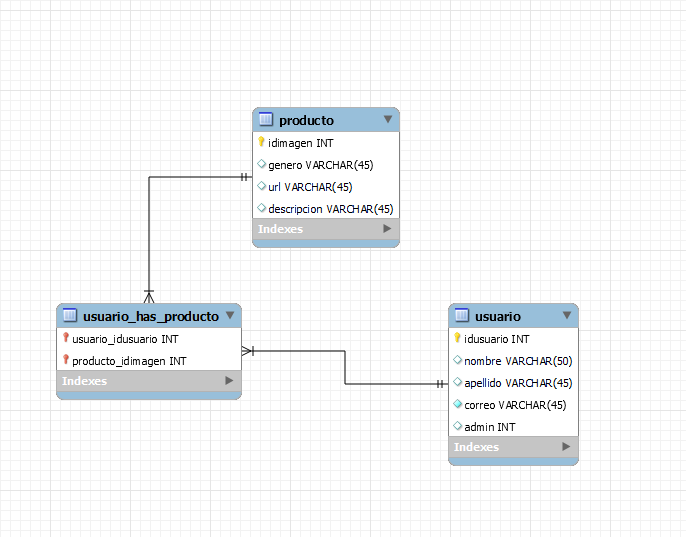 producto
idimagen INT
genero VARCHAR(45)
url VARCHAR(45)
descripcion VARCHAR(45)
Indexes
usuario_has_producto
usuario_idusuario INT
producto_idimagen INT
Indexes
usuario
idusuario INT
nombre VARCHAR(50)
apellido VARCHAR(45)
correo VARCHAR(45)
admin INT
Indexes